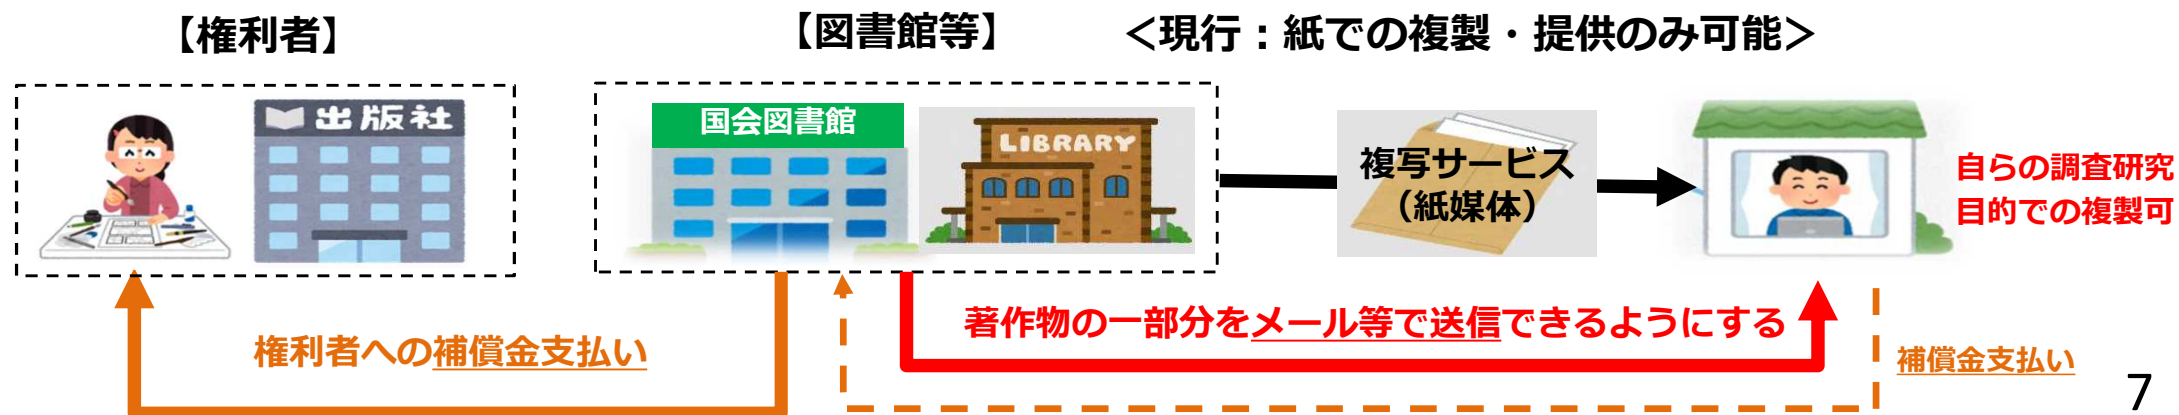 【権利者】
【図書館等】
＜現行：紙での複製・提供のみ可能＞
出版社
国会図書館
LIBRARY
複写サービス
（紙媒体）
自らの調査研究
目的での複製可
著作物の一部分をメール等で送信できるようにする
権利者への補償金支払い
補償金支払い
7